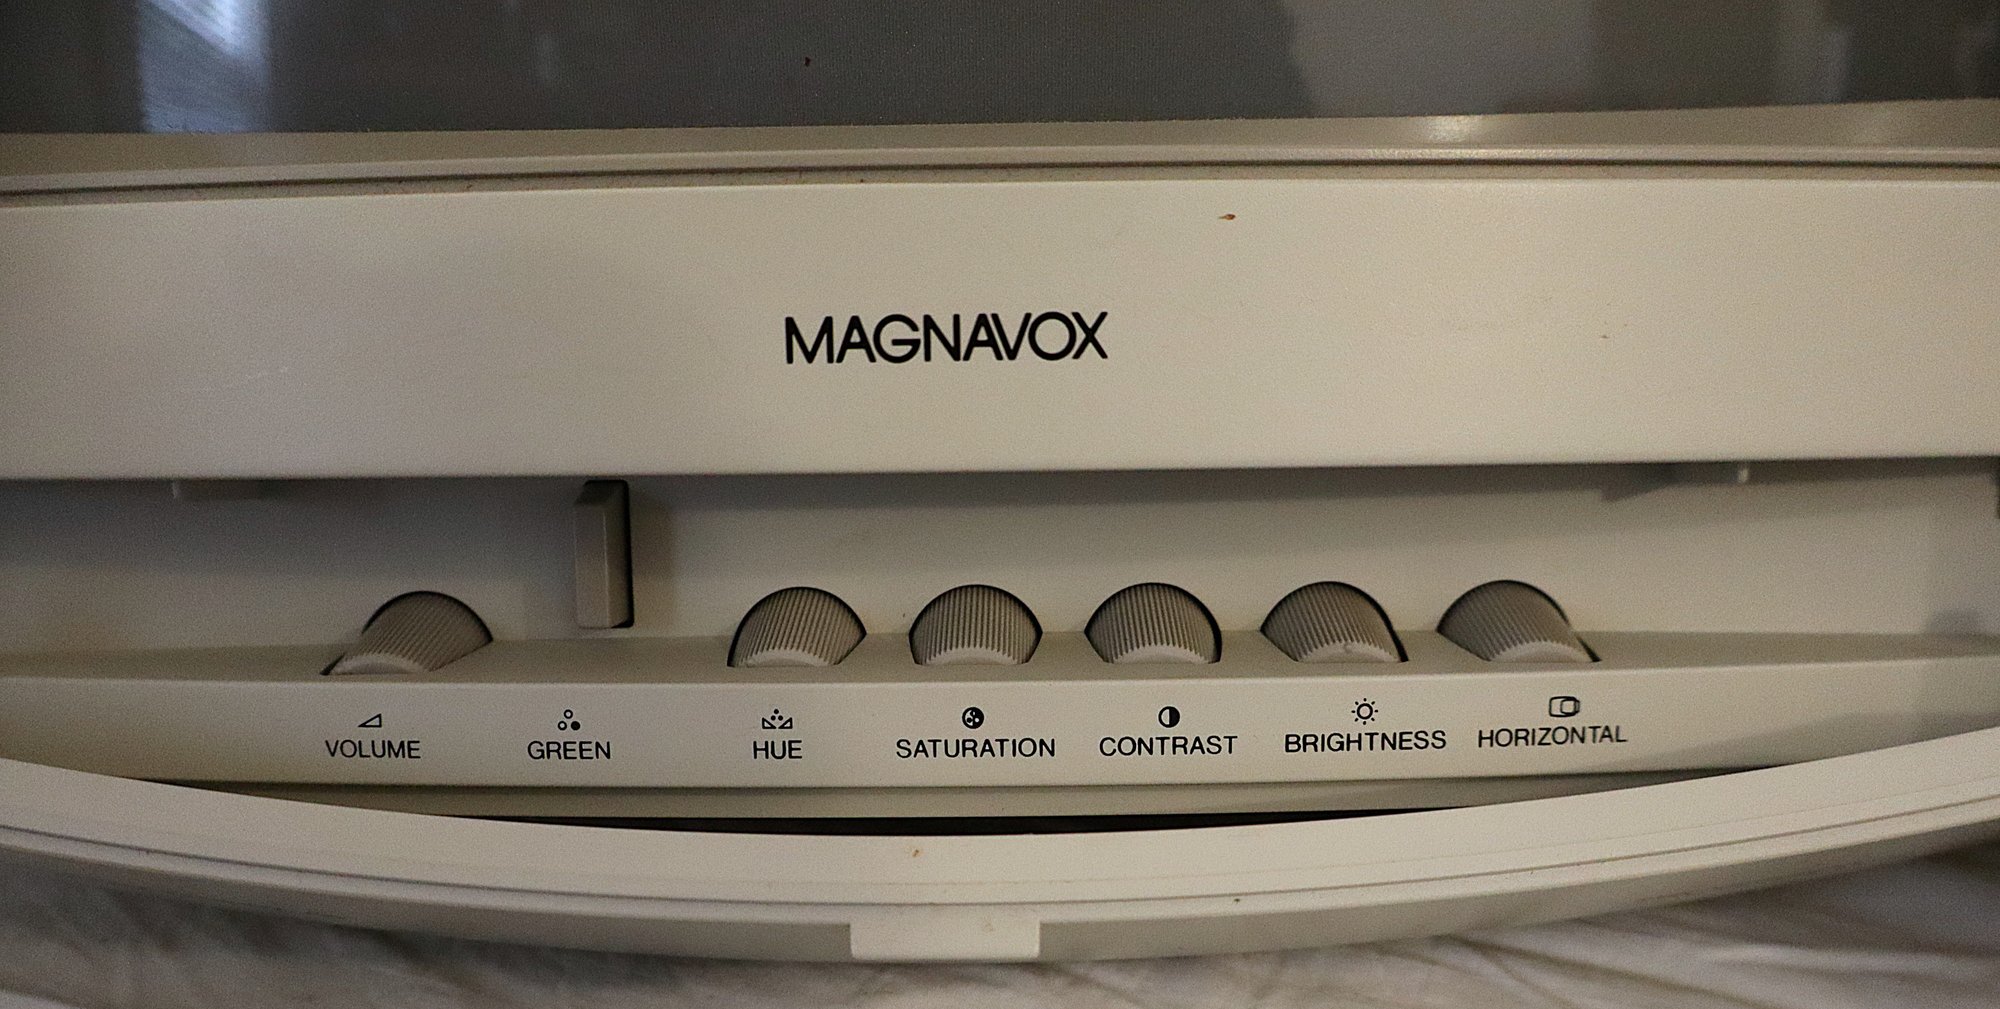 MAGNAVOX
VOLUME GREEN HUE SATURATION CONTRAST BRIGHTNESS HORIZONTAL